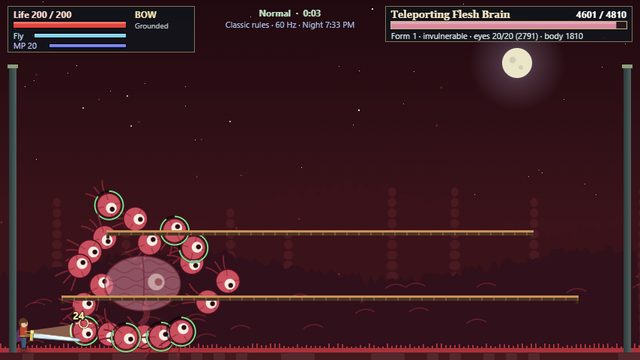 Life 200 / 200
BOW
Fly
Grounded
MP 20
Normal · 0:03
Classic rules · 60 Hz · Night 7:33 PM
Teleporting Flesh Brain
4601 / 4810
Form 1 · invulnerable · eyes 20/20 (2791) · body 1810
24